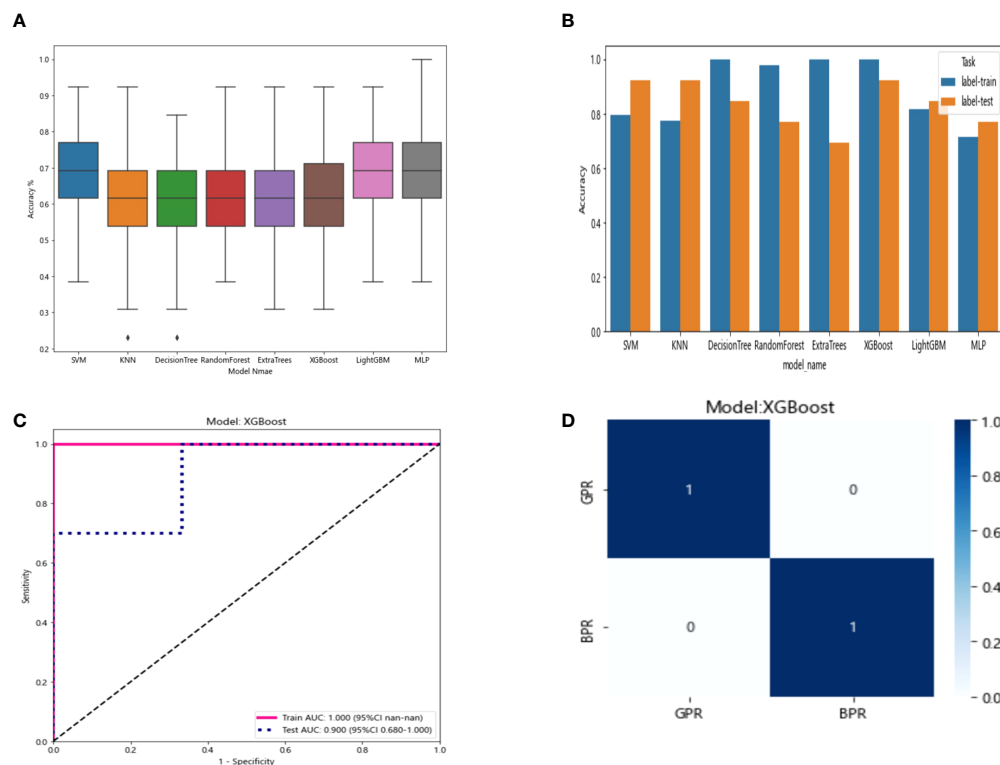 A
1.0
0.9
0.8
0.7
0.6
0.5
0.4
0.3
0.2
Accuracy %
SVM KNN DecisionTree RandomForest ExtraTrees XGBoost LightGBM MLP
Model Nmae
B
1.0
0.8
0.6
0.4
0.2
0.0
Accuracy
Task
label-train
label-test
SVM KNN DecisionTree RandomForest ExtraTrees XGBoost LightGBM MLP
model_name
C
Model: XGBoost
1.0
0.8
0.6
0.4
0.2
0.0
Sensitivity
Train AUC: 1.000 (95%CI nan-nan)
Test AUC: 0.900 (95%CI 0.680-1.000)
0.0 0.2 0.4 0.6 0.8 1.0
1 - Specificity
D
Model:XGBoost
GPR
1 0
BPR
0 1
GPR BPR
1.0
0.8
0.6
0.4
0.2
0.0